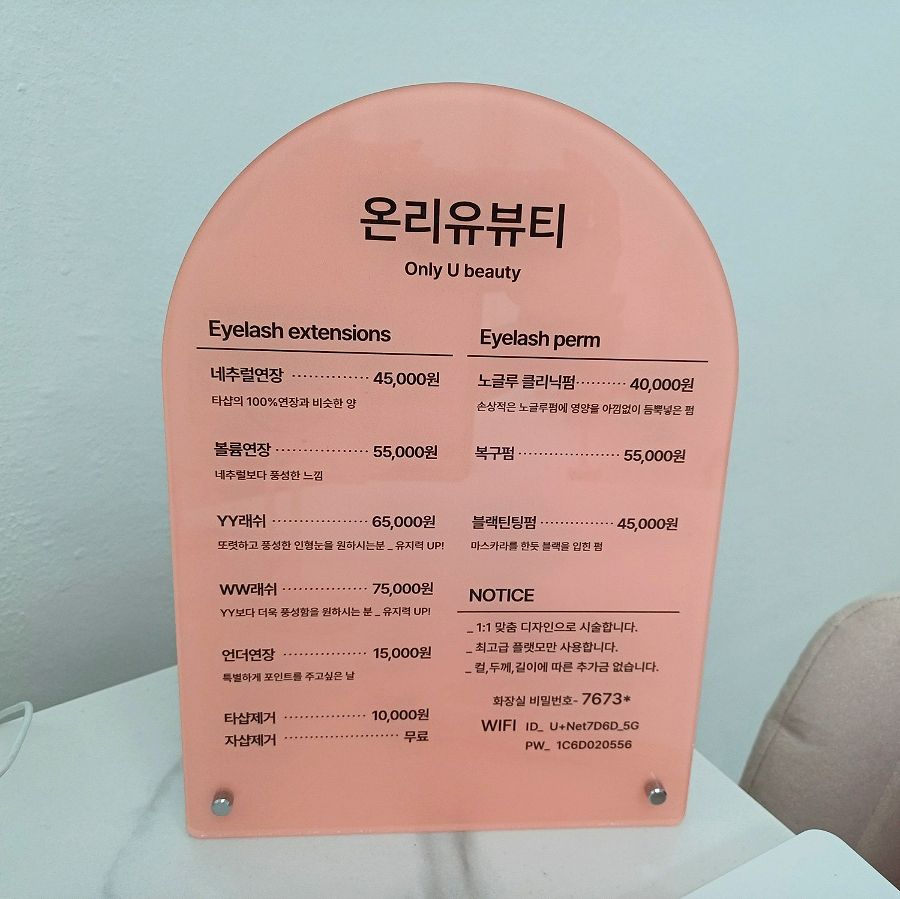 온리유뷰티
Only U beauty
Eyelash extensions
네추럴연장 ·············· 45,000원
타샵의 100%연장과 비슷한 양
볼륨연장 ················· 55,000원
네추럴보다 풍성한 느낌
YY래쉬 ·················· 65,000원
또렷하고 풍성한 인형눈을 원하시는분 _ 유지력 UP!
WW래쉬 ················ 75,000원
YY보다 더욱 풍성함을 원하시는 분 _ 유지력 UP!
언더연장 ················ 15,000원
특별하게 포인트를 주고싶은 날
타샵제거 ··············· 10,000원
자샵제거 ····················· 무료
Eyelash perm
노글루 클리닉펌·········· 40,000원
손상적은 노글루펌에 영양을 아낌없이 듬뿍넣은 펌
복구펌 ··················· 55,000원
블랙틴팅펌 ·············· 45,000원
마스카라를 한듯 블랙을 입힌 펌
NOTICE
_ 1:1 맞춤 디자인으로 시술합니다.
_ 최고급 플랫모만 사용합니다.
_ 컬,두께,길이에 따른 추가금 없습니다.
화장실 비밀번호- 7673*
WIFI ID_ U+Net7D6D_5G
PW_ 1C6D020556